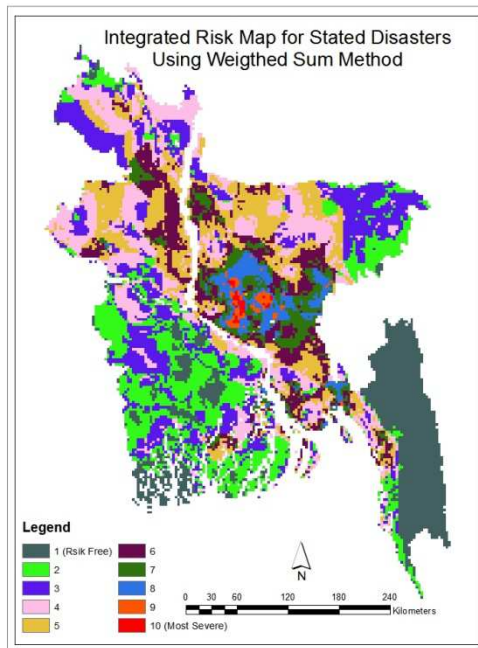 Integrated Risk Map for Stated Disasters
Using Weigthed Sum Method
Legend
1 (Rsik Free)
2
3
4
5
6
7
8
9
10 (Most Severe)
N
0 30 60 120 180 240
Kilometers